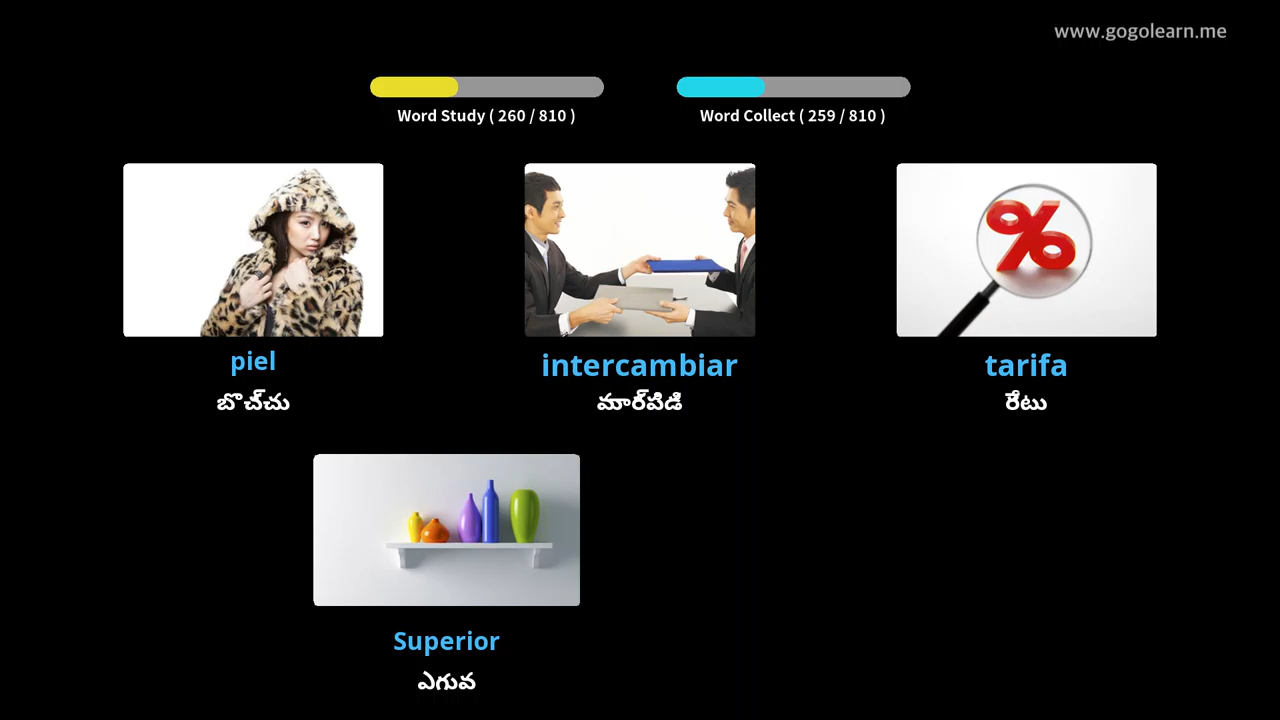 www.gogolearn.me
Word Study ( 260 / 810 )
Word Collect ( 259 / 810 )
piel
intercambiar
tarifa
బొచ్‌చు
మార్‌పిడి
రేటు
Superior
ఎగువ